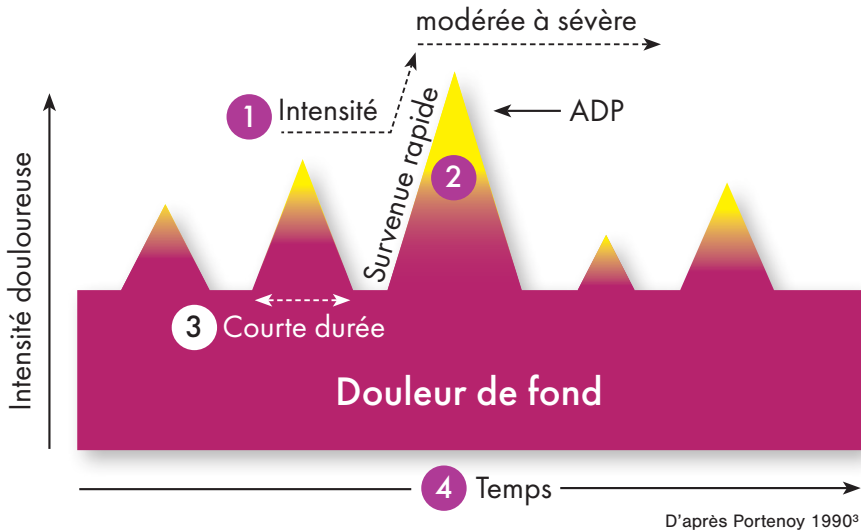 modérée à sévère
1 Intensité
ADP
Survenue rapide
2
Intensité douloureuse
3 Courte durée
Douleur de fond
4 Temps
D'après Portenoy 1990³